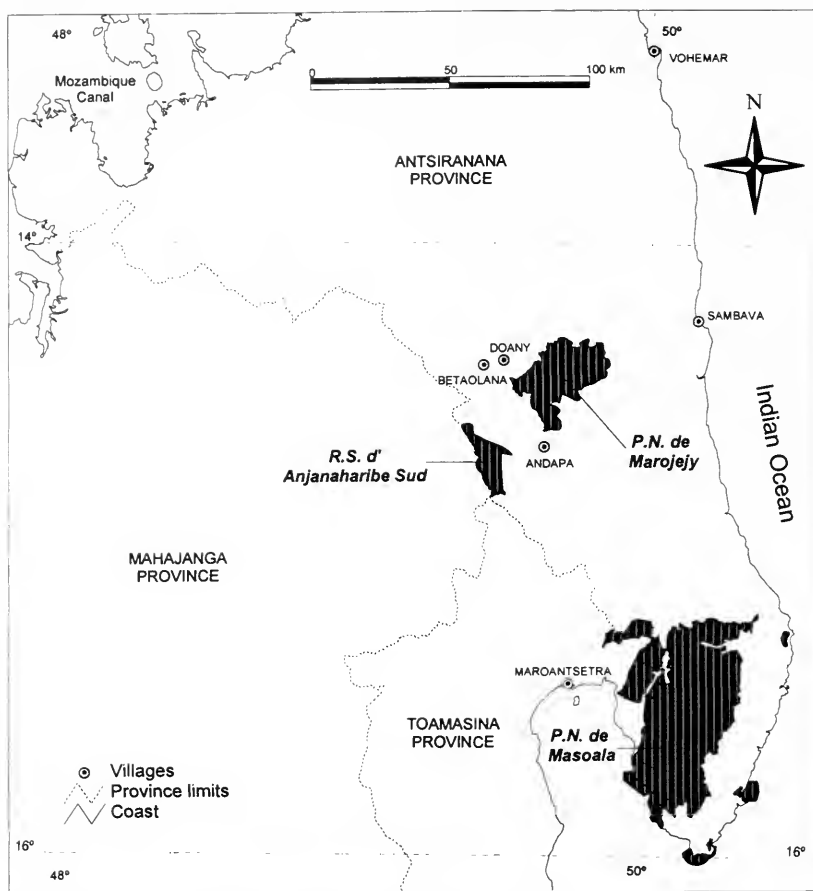 48°
50°
VOHEMAR
Mozambique
Canal
0
50
100 km
N
ANTSIRANANA
PROVINCE
14°
SAMBAVA
DOANY
BETAOLANA
Indian Ocean
R.S. d'
Anjanaharibe Sud
ANDAPA
P.N. de
Marojejy
MAHAJANGA
PROVINCE
MAROANTSETRA
TOAMASINA
PROVINCE
P.N. de
Masoala
Villages
Province limits
Coast
16°
16°
48°
50°